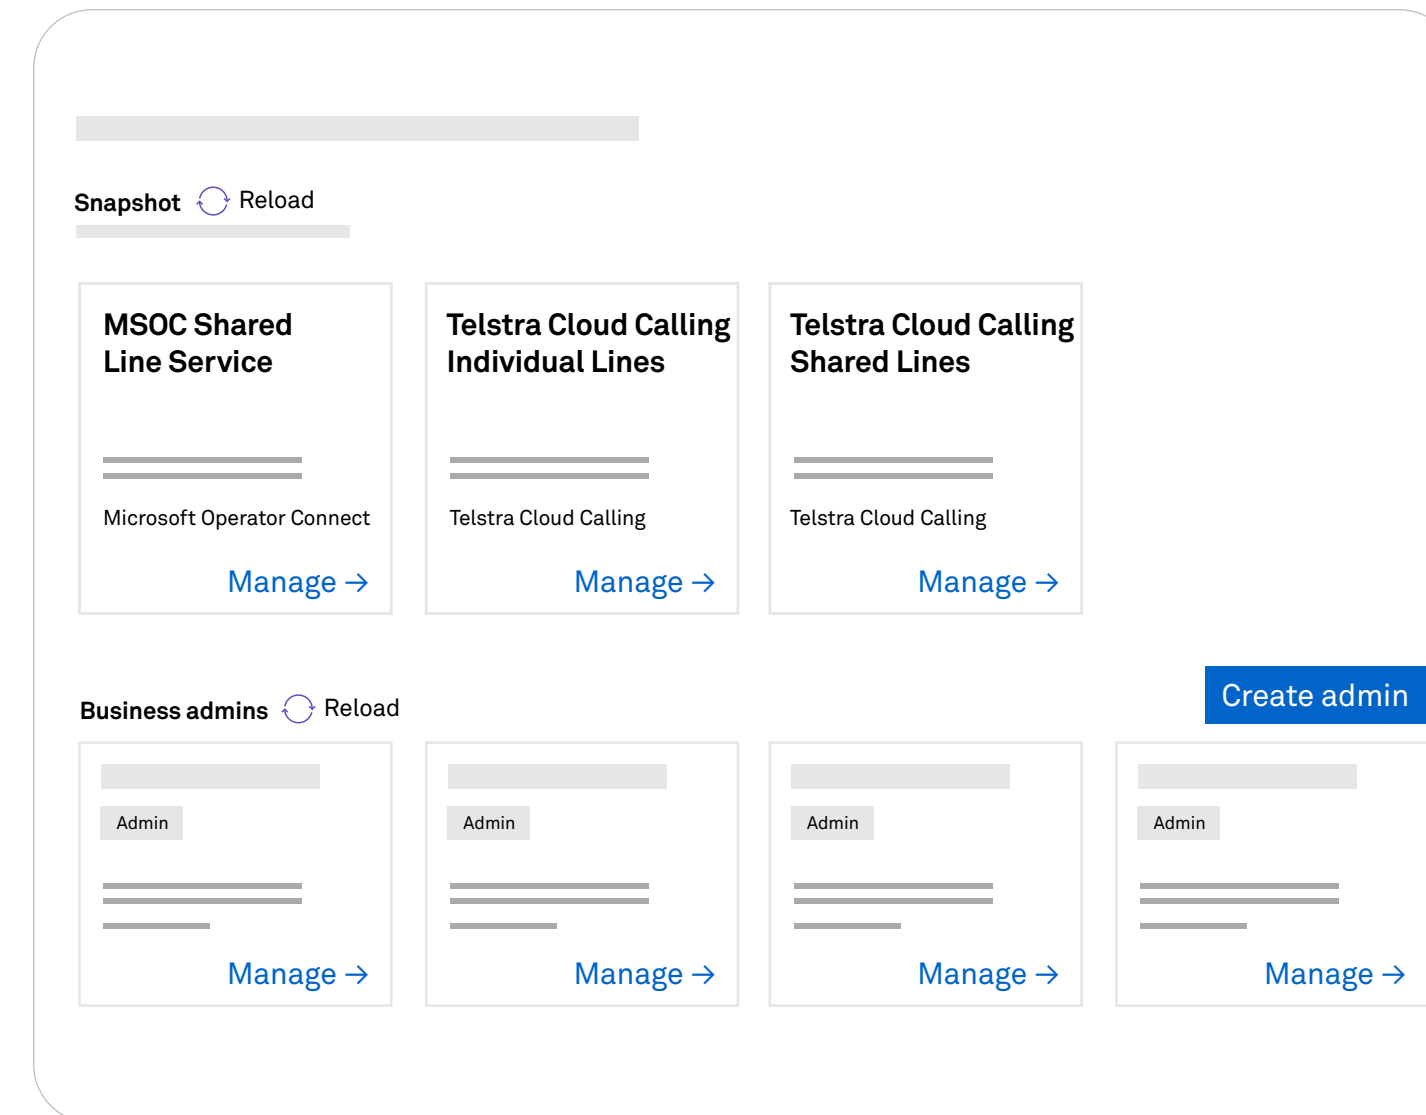 Snapshot Reload
MSOC Shared
Line Service
Microsoft Operator Connect
Manage →
Telstra Cloud Calling
Individual Lines
Telstra Cloud Calling
Manage →
Telstra Cloud Calling
Shared Lines
Telstra Cloud Calling
Manage →
Business admins Reload
Create admin
Admin
Manage →
Admin
Manage →
Admin
Manage →
Admin
Manage →